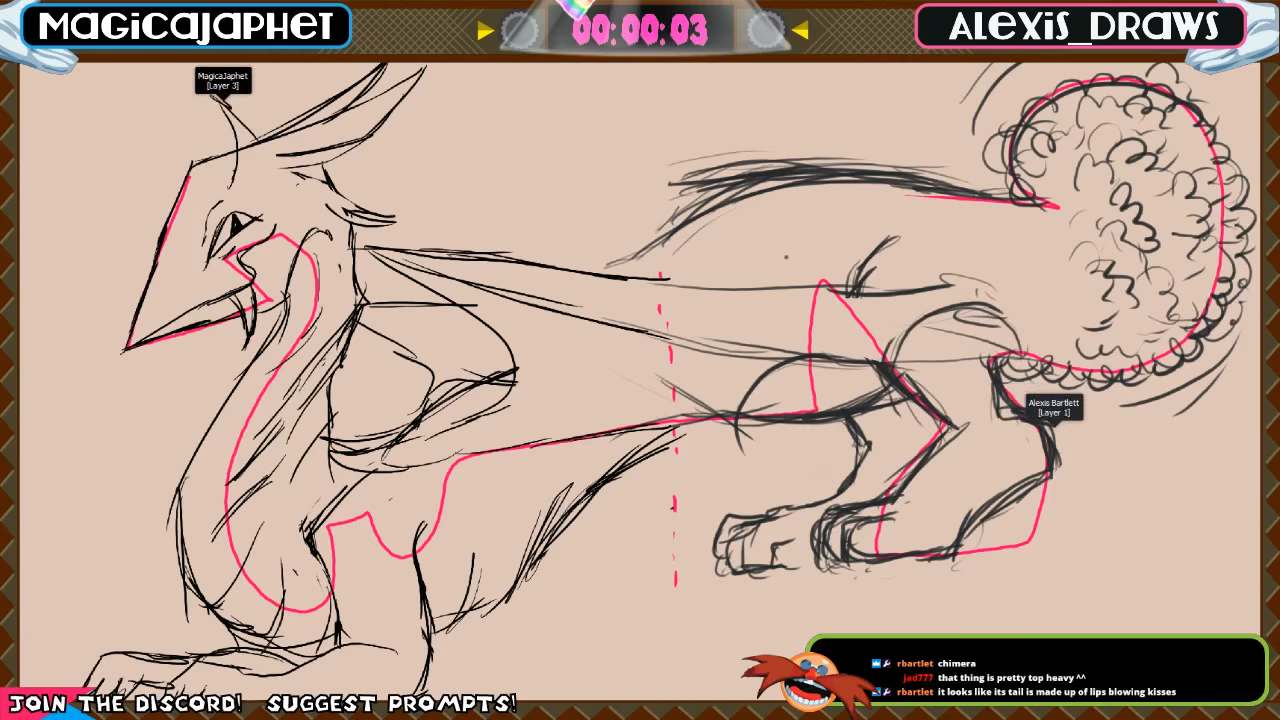 MagicaJaphet
00:00:03
Alexis_Draws
MagicaJaphet
[Layer 3]
Alexis Bartlett
[Layer 1]
rbartlet chimera
jad777 that thing is pretty top heavy ^^
rbartlet it looks like its tail is made up of lips blowing kisses
Join the Discord! Suggest prompts!